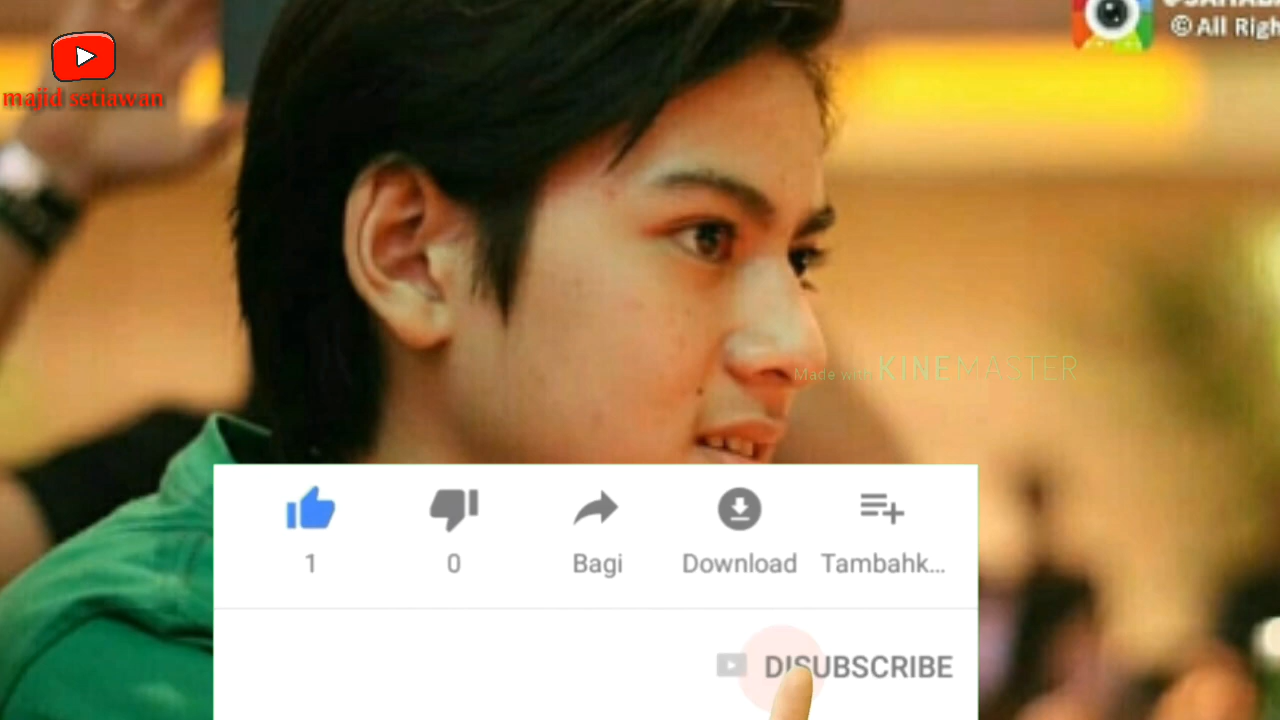 © All Righ
majid setiawan
Made with KINEMASTER
1
0
Bagi
Download
Tambahk...
DISUBSCRIBE